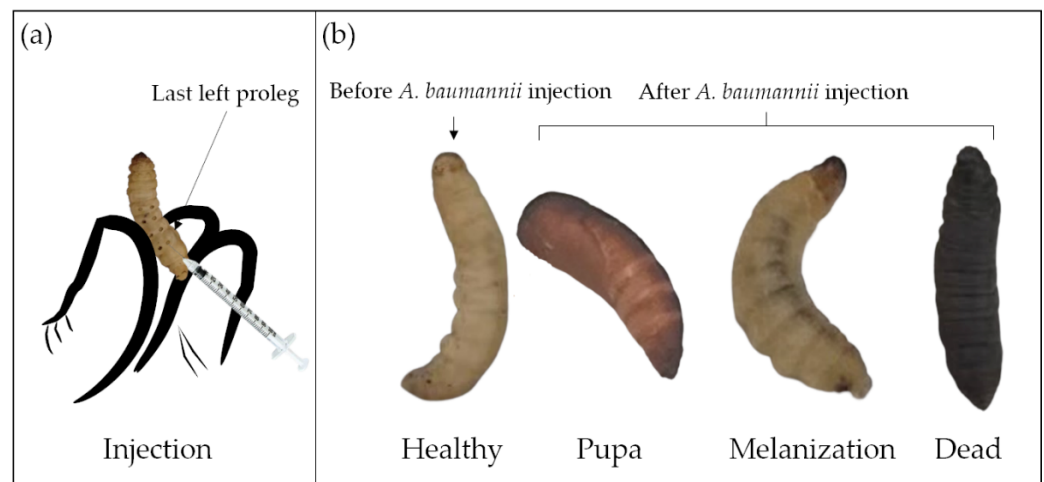 (a)
Last left proleg
Injection
(b)
Before A. baumannii injection
After A. baumannii injection
Healthy
Pupa
Melanization
Dead